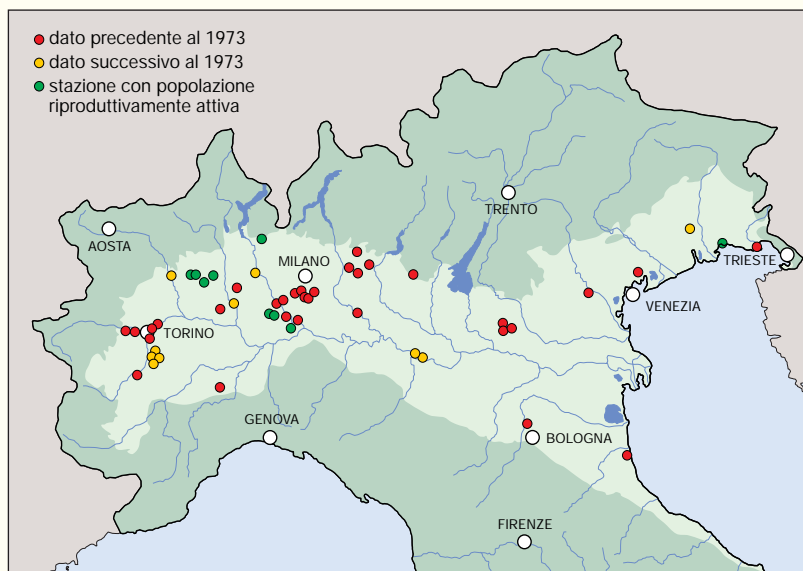 dato precedente al 1973
dato successivo al 1973
stazione con popolazione
riproduttivamente attiva
TRENTO
AOSTA
MILANO
TRIESTE
VENEZIA
TORINO
GENOVA
BOLOGNA
FIRENZE